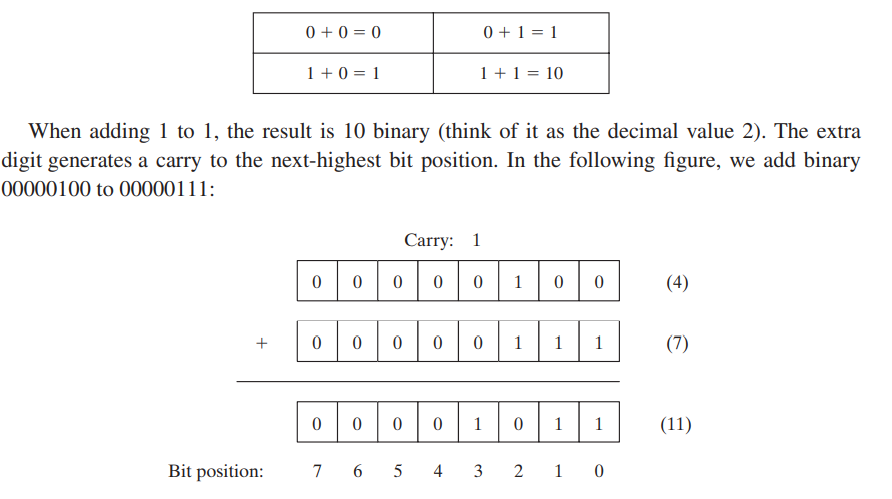 0 + 0 = 0 0 + 1 = 1
1 + 0 = 1 1 + 1 = 10
When adding 1 to 1, the result is 10 binary (think of it as the decimal value 2). The extra
digit generates a carry to the next-highest bit position. In the following figure, we add binary
00000100 to 00000111:
Carry: 1
0 0 0 0 0 1 0 0 (4)
+ 0 0 0 0 0 1 1 1 (7)
0 0 0 0 1 0 1 1 (11)
Bit position: 7 6 5 4 3 2 1 0